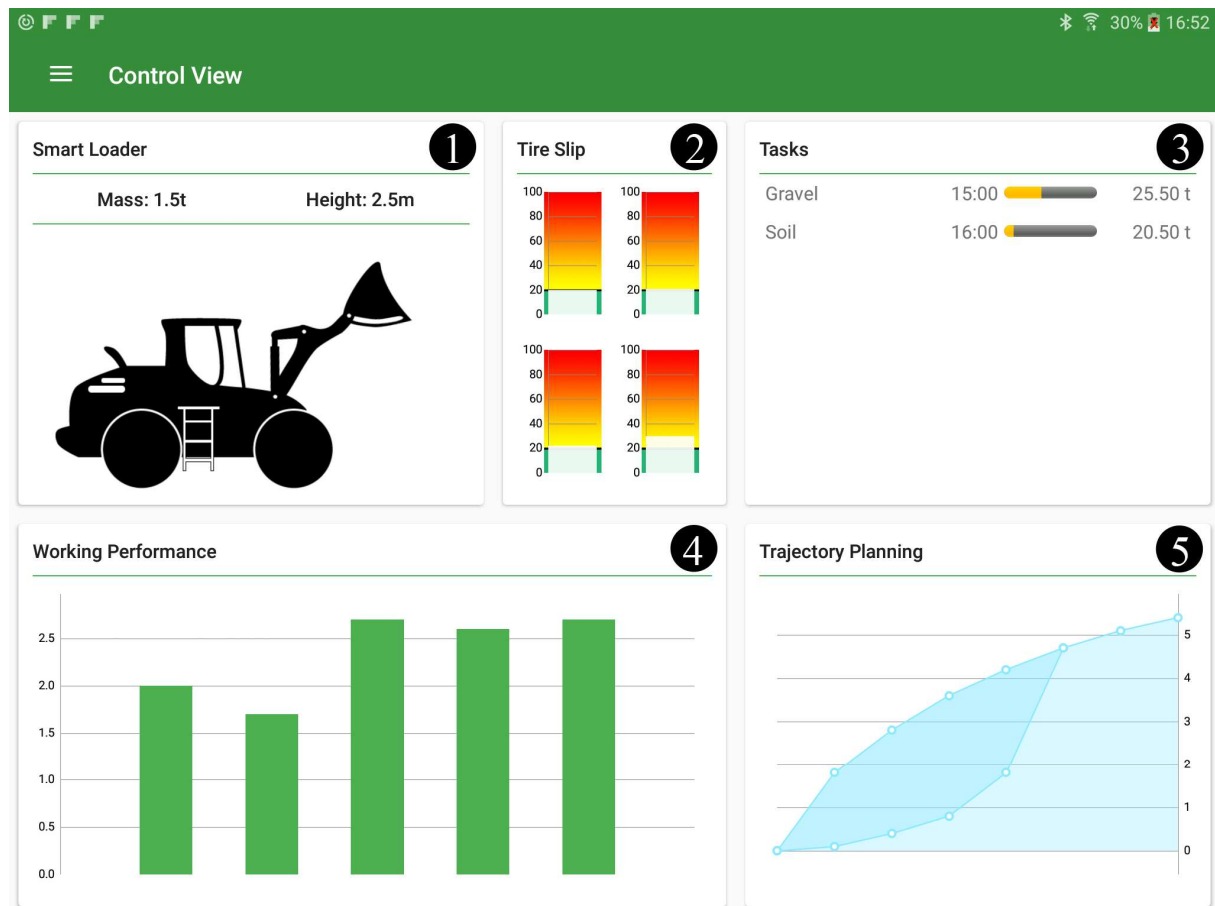 30% 16:52
Control View
Smart Loader 1
Mass: 1.5t Height: 2.5m
Tire Slip 2
100 100
80 80
60 60
40 40
20 20
0 0
100 100
80 80
60 60
40 40
20 20
0 0
Tasks 3
Gravel 15:00 25.50 t
Soil 16:00 20.50 t
Working Performance 4
2.5
2.0
1.5
1.0
0.5
0.0
Trajectory Planning 5
5
4
3
2
1
0